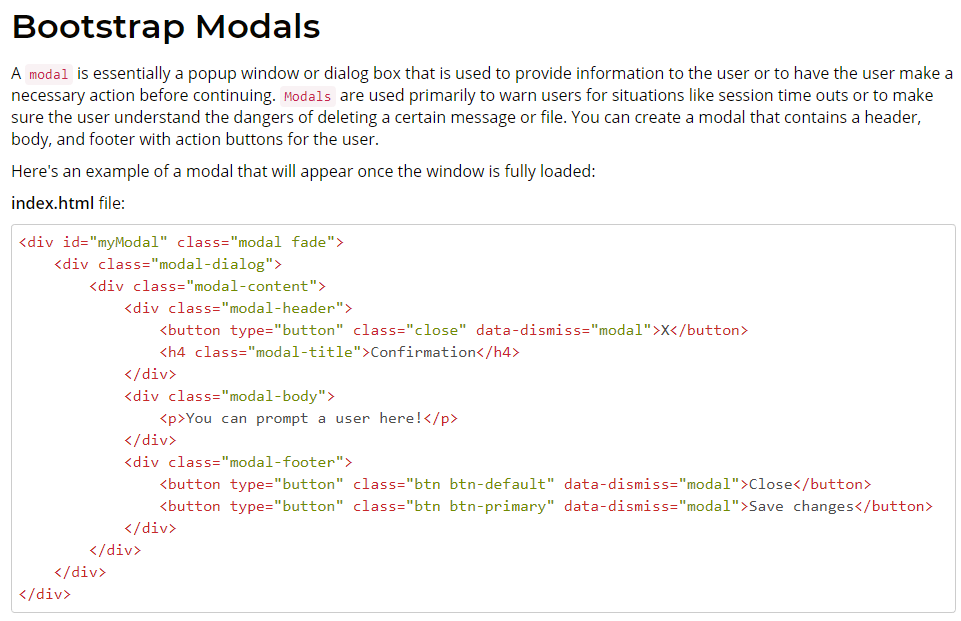 Bootstrap Modals
A modal is essentially a popup window or dialog box that is used to provide information to the user or to have the user make a
necessary action before continuing. Modals are used primarily to warn users for situations like session time outs or to make
sure the user understand the dangers of deleting a certain message or file. You can create a modal that contains a header,
body, and footer with action buttons for the user.
Here's an example of a modal that will appear once the window is fully loaded:
index.html file:
<div id="myModal" class="modal fade">
    <div class="modal-dialog">
        <div class="modal-content">
            <div class="modal-header">
                <button type="button" class="close" data-dismiss="modal">X</button>
                <h4 class="modal-title">Confirmation</h4>
            </div>
            <div class="modal-body">
                <p>You can prompt a user here!</p>
            </div>
            <div class="modal-footer">
                <button type="button" class="btn btn-default" data-dismiss="modal">Close</button>
                <button type="button" class="btn btn-primary" data-dismiss="modal">Save changes</button>
            </div>
        </div>
    </div>
</div>